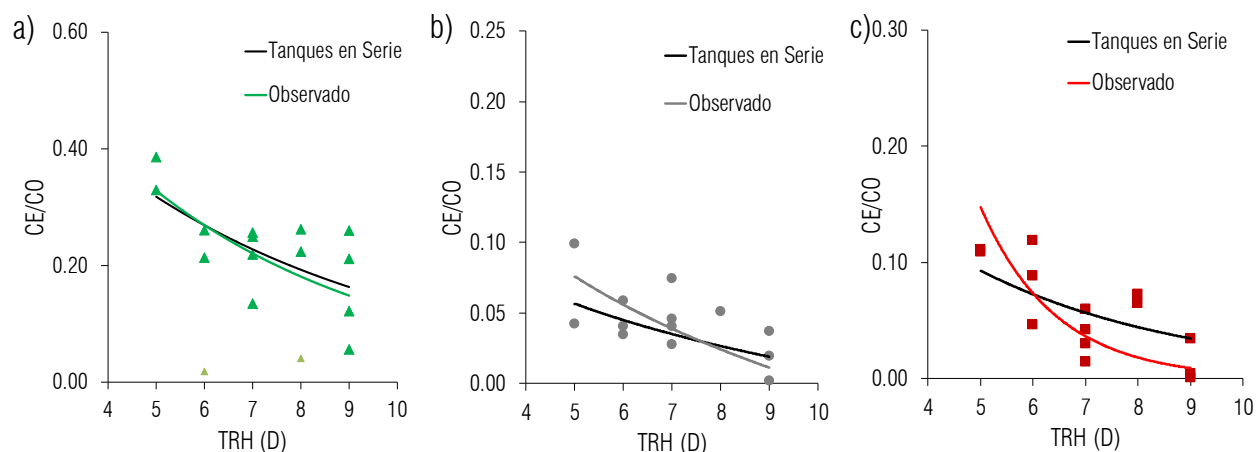 a)
0.60
0.40
0.20
0.00
CE/CO
Tanques en Serie
Observado
4 5 6 7 8 9 10
TRH (D)
b)
0.25
0.20
0.15
0.10
0.05
0.00
CE/CO
Tanques en Serie
Observado
4 5 6 7 8 9 10
TRH (D)
c)
0.30
0.20
0.10
0.00
CE/CO
Tanques en Serie
Observado
4 5 6 7 8 9 10
TRH (D)